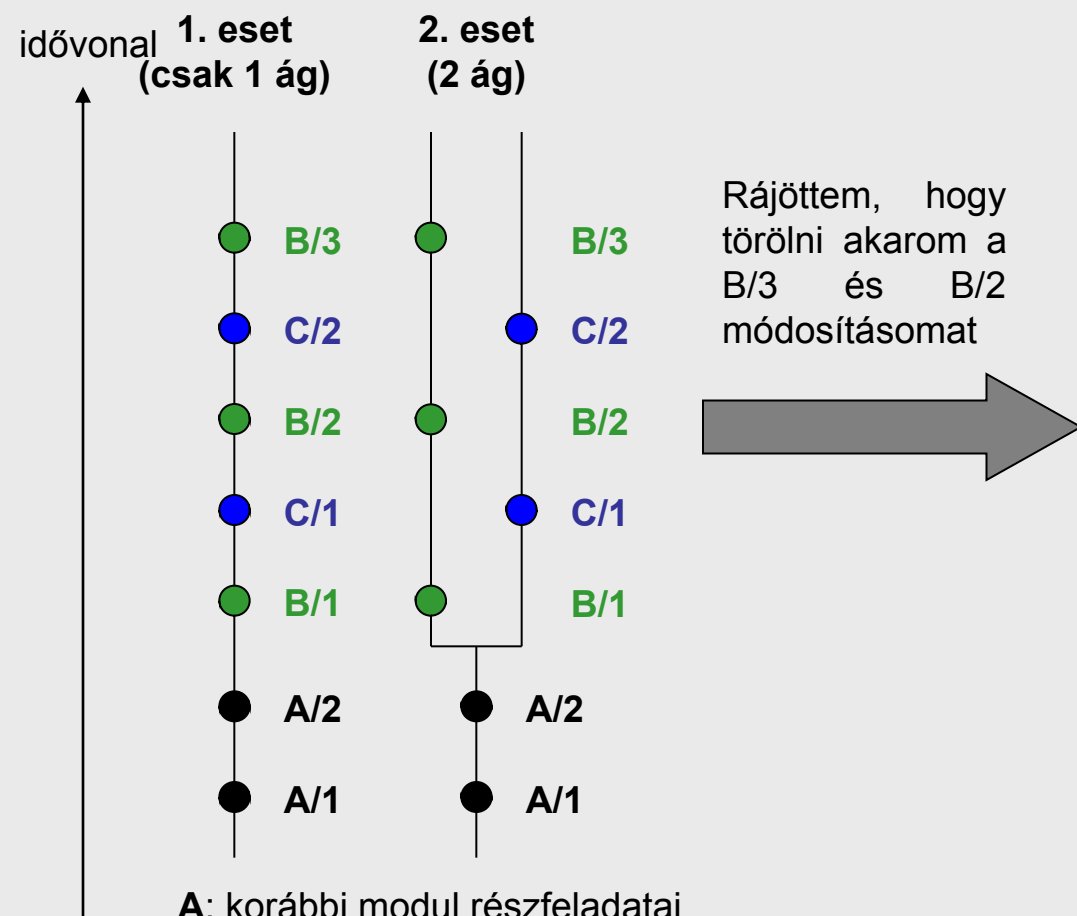 idővonal
1. eset
(csak 1 ág)
2. eset
(2 ág)
Rájöttem, hogy
törölni akarom a
B/3 és B/2
módosításomat
B/3
B/3
C/2
C/2
B/2
B/2
C/1
C/1
B/1
B/1
A/2
A/2
A/1
A/1
A: korábbi modul részfeladatai